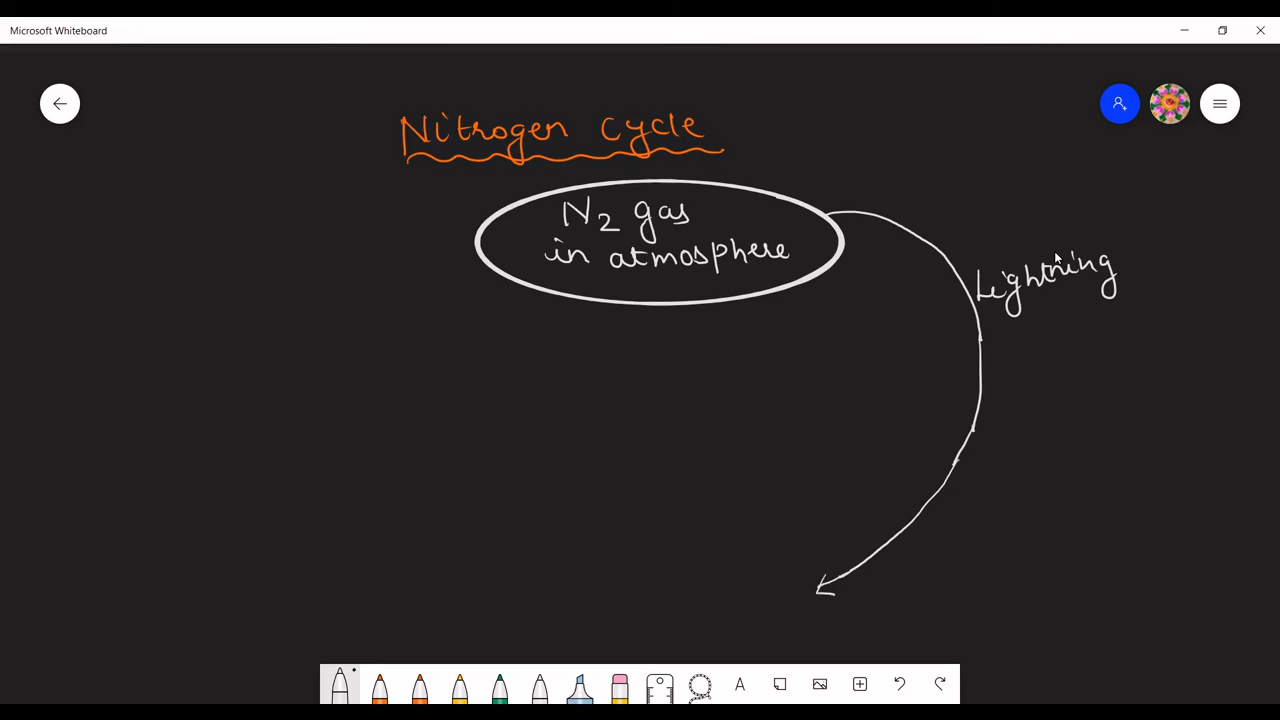 Microsoft Whiteboard
Nitrogen cycle
N2 gas
in atmosphere
Lightning
A